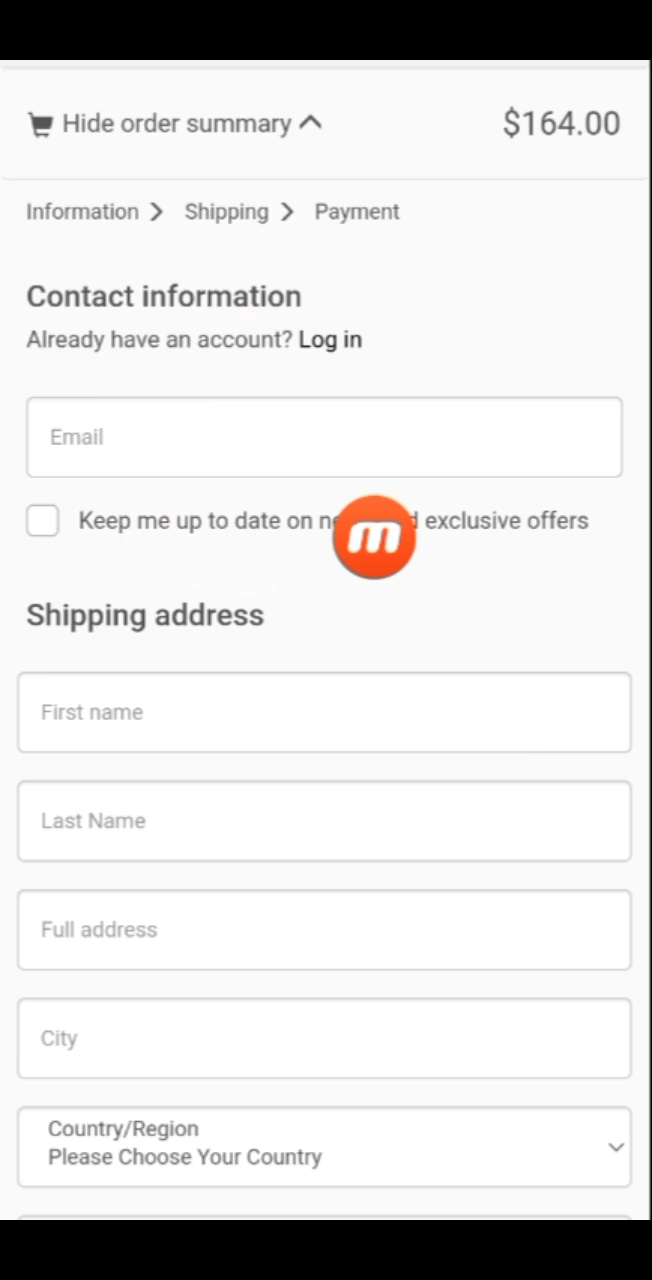 Hide order summary
$164.00
Information
Shipping
Payment
Contact information
Already have an account? Log in
Email
Keep me up to date on exclusive offers
Shipping address
First name
Last Name
Full address
City
Country/Region
Please Choose Your Country